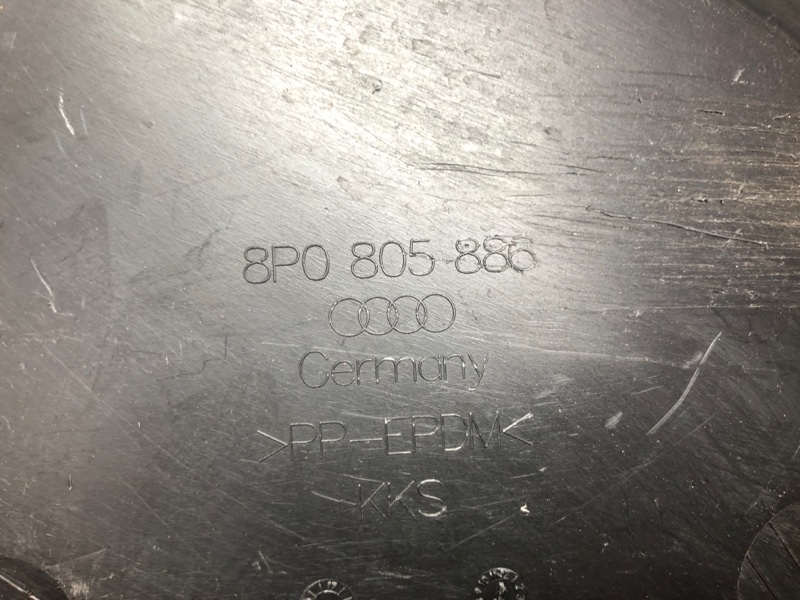 8P0 805 886
Germany
>PP-EPDM<
KKS